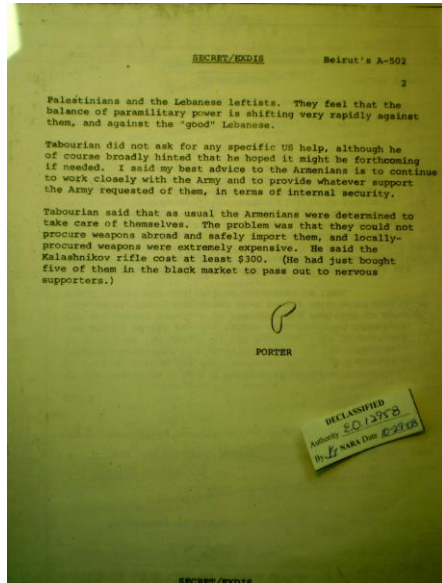 SECRET/EXDIS Beirut's A-502
2
Palestinians and the Lebanese leftists. They feel that the
balance of paramilitary power is shifting very rapidly against
them, and against the "good" Lebanese.
Tabourian did not ask for any specific US help, although he
of course broadly hinted that he hoped it might be forthcoming
if needed. I said my best advice to the Armenians is to continue
to work closely with the Army and to provide whatever support
the Army requested of them, in terms of internal security.
Tabourian said that as usual the Armenians were determined to
take care of themselves. The problem was that they could not
procure weapons abroad and safely import them, and locally-
procured weapons were extremely expensive. He said the
Kalashnikov rifle cost at least $300. (He had just bought
five of them in the black market to pass out to nervous
supporters.)
P
PORTER
DECLASSIFIED
Authority EO 12958
By NARA Date 10-29-08
SECRET/EXDIS